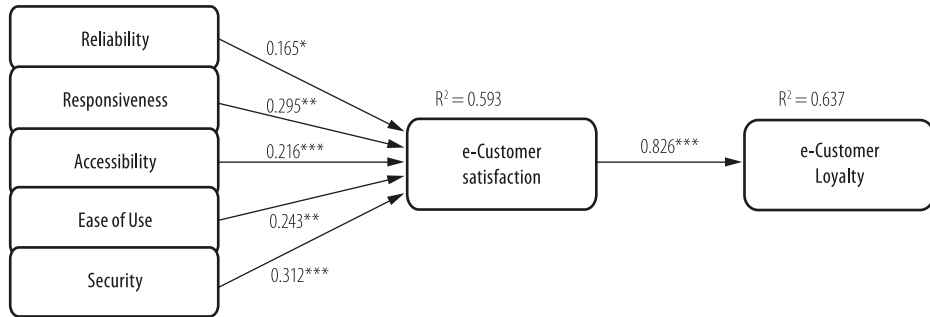 Reliability
0.165*
Responsiveness
0.295**
Accessibility
0.216***
Ease of Use
0.243**
Security
0.312***
R² = 0.593
e-Customer
satisfaction
0.826***
R² = 0.637
e-Customer
Loyalty